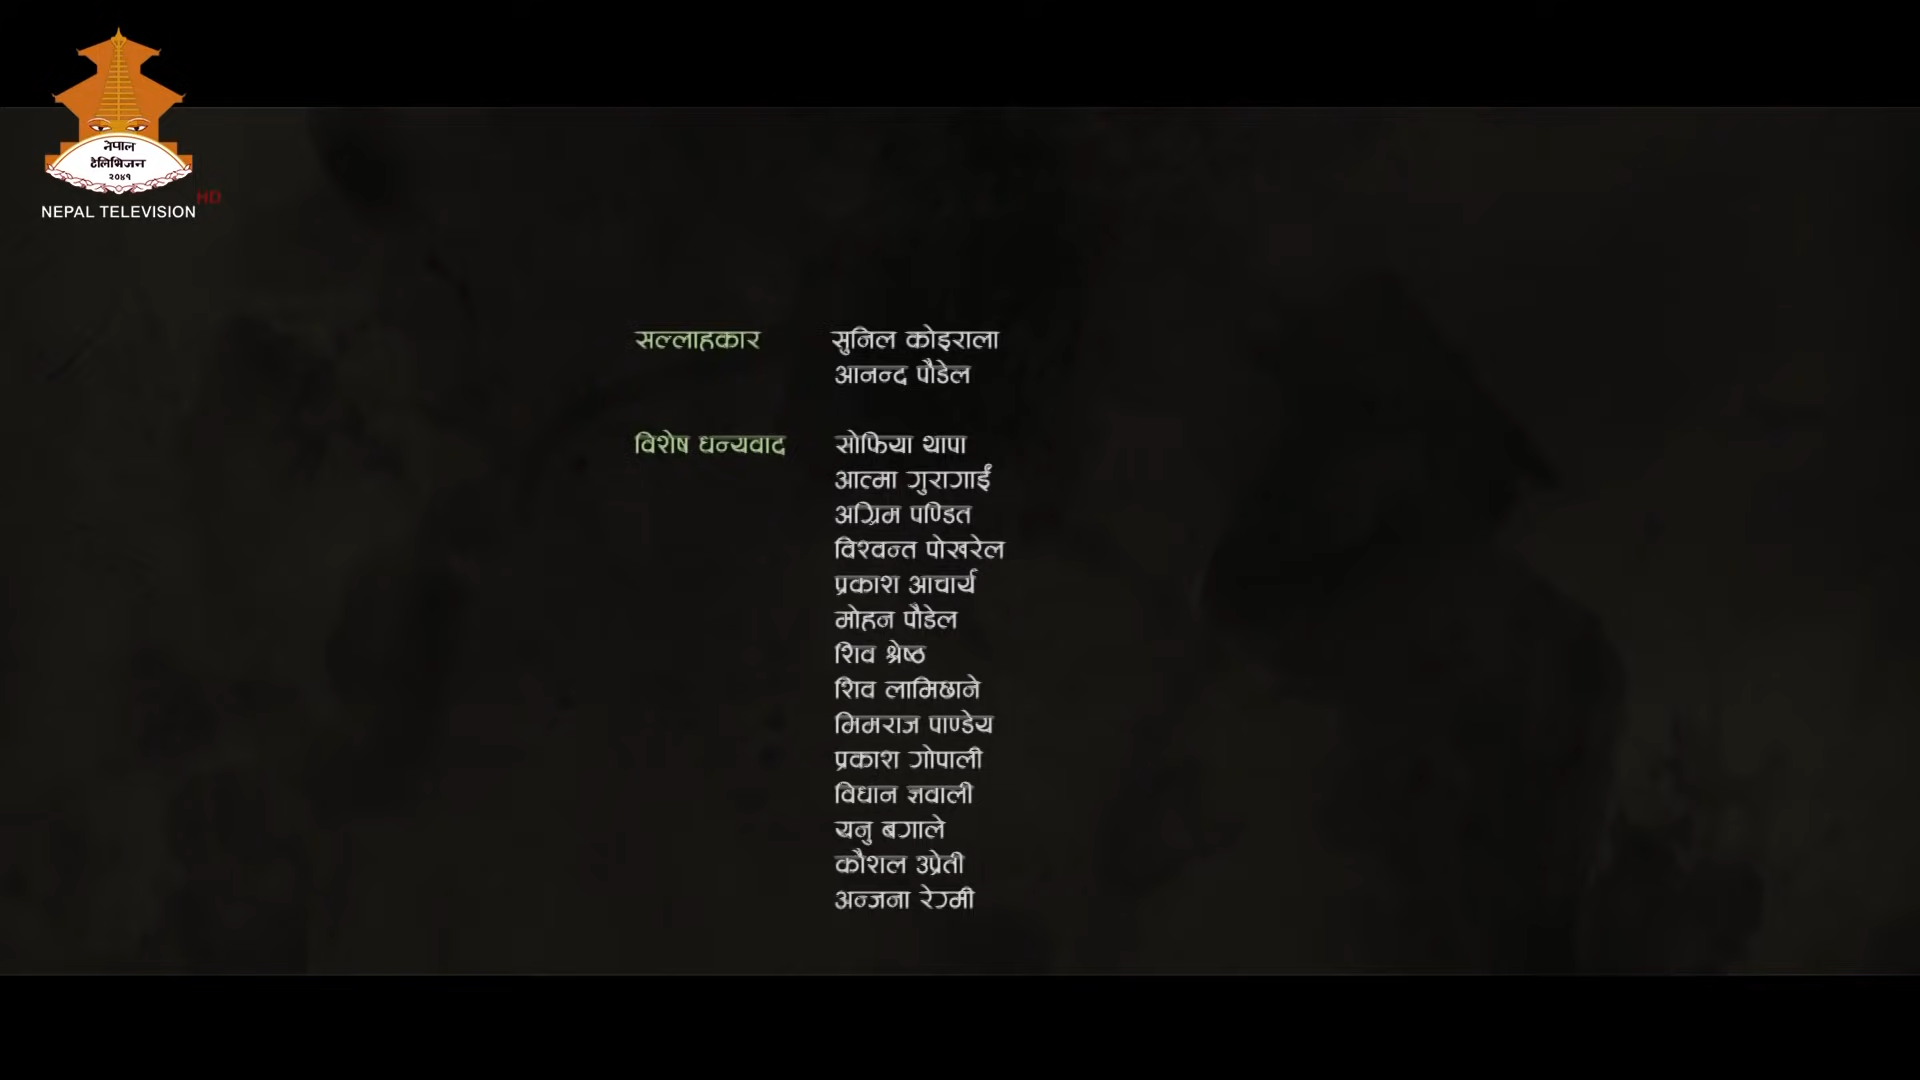 नेपाल
टेलिभिजन
२०४१
HD
NEPAL TELEVISION
सल्लाहकार सुनिल कोइराला
आनन्द पौडेल
विशेष धन्यवाद सोफिया थापा
आत्मा गुरागाईं
अग्रिम पण्डित
विश्वन्त पोखरेल
प्रकाश आचार्य
मोहन पौडेल
शिव श्रेष्ठ
शिव लामिछाने
मिमराज पाण्डेय
प्रकाश गोपाली
विधान ज्ञवाली
यनु बगाले
कौशल उप्रेती
अन्जना रेग्मी